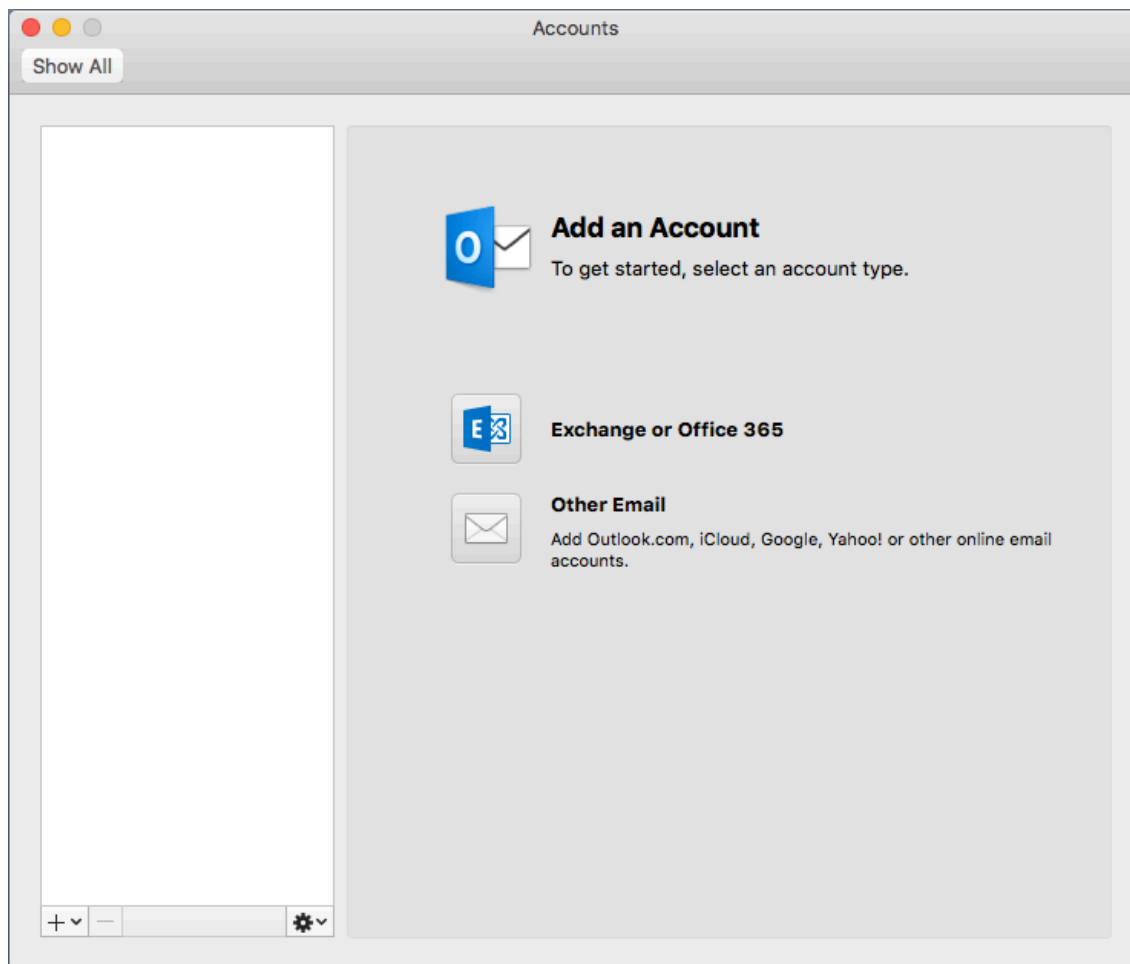 Accounts
Show All
Add an Account
To get started, select an account type.
Exchange or Office 365
Other Email
Add Outlook.com, iCloud, Google, Yahoo! or other online email
accounts.